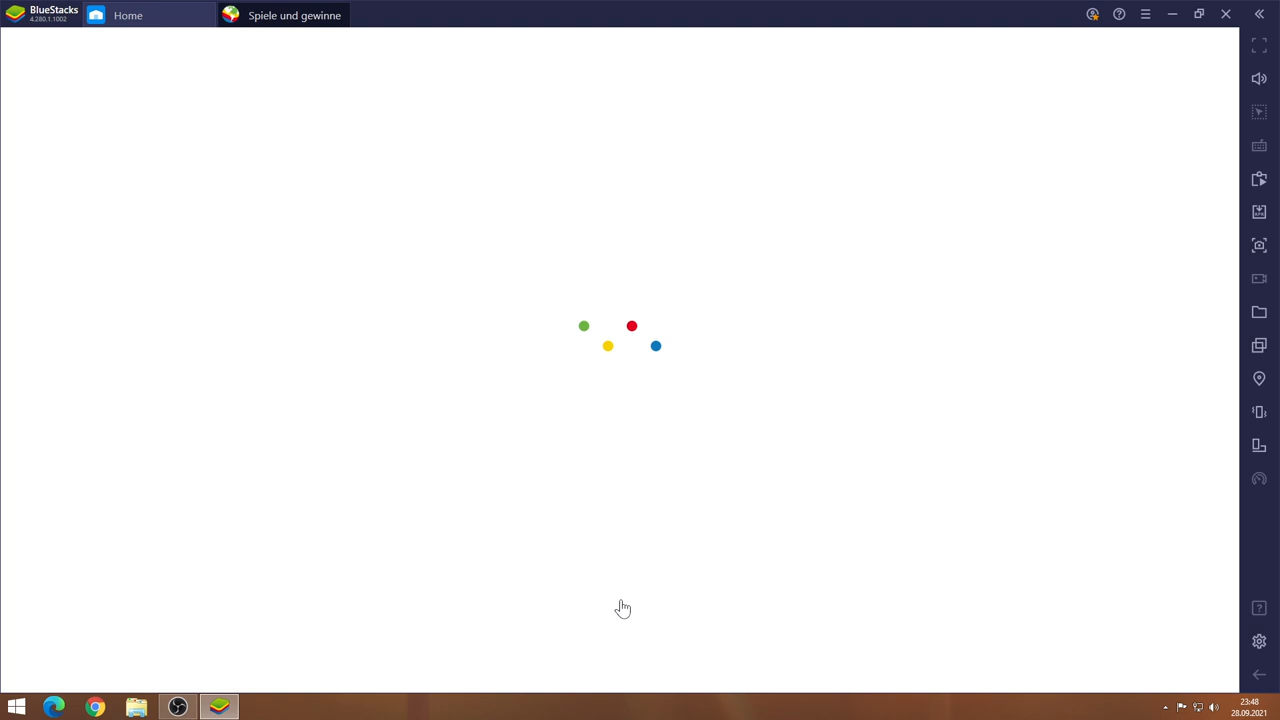 BlueStacks
4.280.1.1002
Home
Spiele und gewinne
23:48
28.09.2021